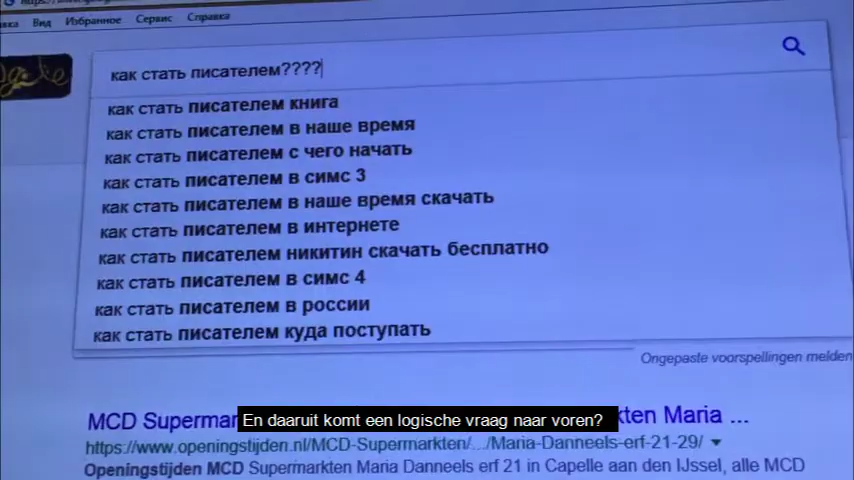 Вид Избранное Сервис Справка
как стать писателем????
как стать писателем книга
как стать писателем в наше время
как стать писателем с чего начать
как стать писателем в симс 3
как стать писателем в наше время скачать
как стать писателем в интернете
как стать писателем никитин скачать бесплатно
как стать писателем в симс 4
как стать писателем в россии
как стать писателем куда поступать
Ongepaste voorspellingen melden
MCD Maria ...
En daaruit komt een logische vraag naar voren?
https://www.openingstijden.nl/MCD-Supermarkten/.../Maria-Danneels-erf-21-29/
Openingstijden MCD Supermarkten Maria Danneels erf 21 in Capelle aan den IJssel, alle MCD